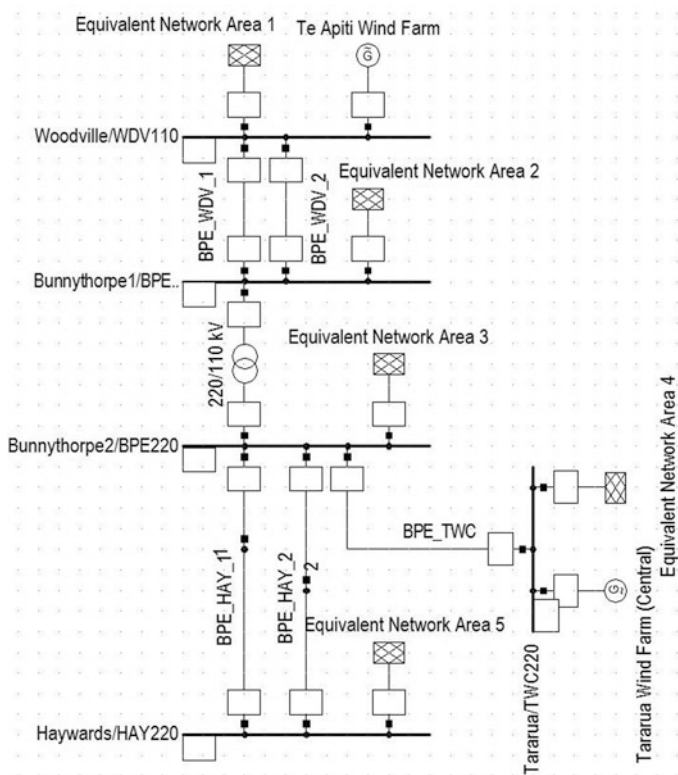 Equivalent Network Area 1
Te Apiti Wind Farm
G
Woodville/WDV110
BPE_WDV_1
BPE_WDV_2
Equivalent Network Area 2
Bunnythorpe1/BPE..
220/110 kV
Equivalent Network Area 3
Bunnythorpe2/BPE220
BPE_HAY_1
1
BPE_HAY_2
2
BPE_TWC
Equivalent Network Area 4
G
Tararua Wind Farm (Central)
Tararua/TWC220
Equivalent Network Area 5
Haywards/HAY220